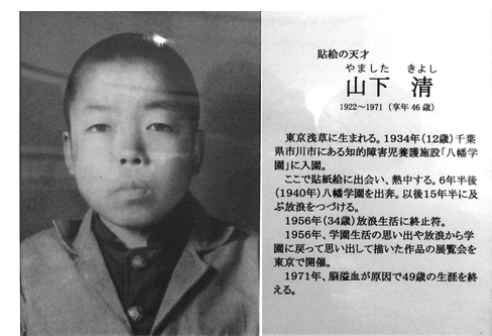 貼絵の天才
やました きよし
山下 清
1922～1971（享年46歳）
東京浅草に生まれる。1934年(12歳)千葉
県市川市にある知的障害児養護施設「八幡学
園」に入園。
ここで貼紙絵に出会い、熱中する。6年半後
(1940年)八幡学園を出奔。以後15年半に及
ぶ放浪をつづける。
1956年(34歳)放浪生活に終止符。
1956年、学園生活の思い出や放浪から学
園に戻って思い出して描いた作品の展覧会を
東京で開催。
1971年、脳溢血が原因で49歳の生涯を終
える。